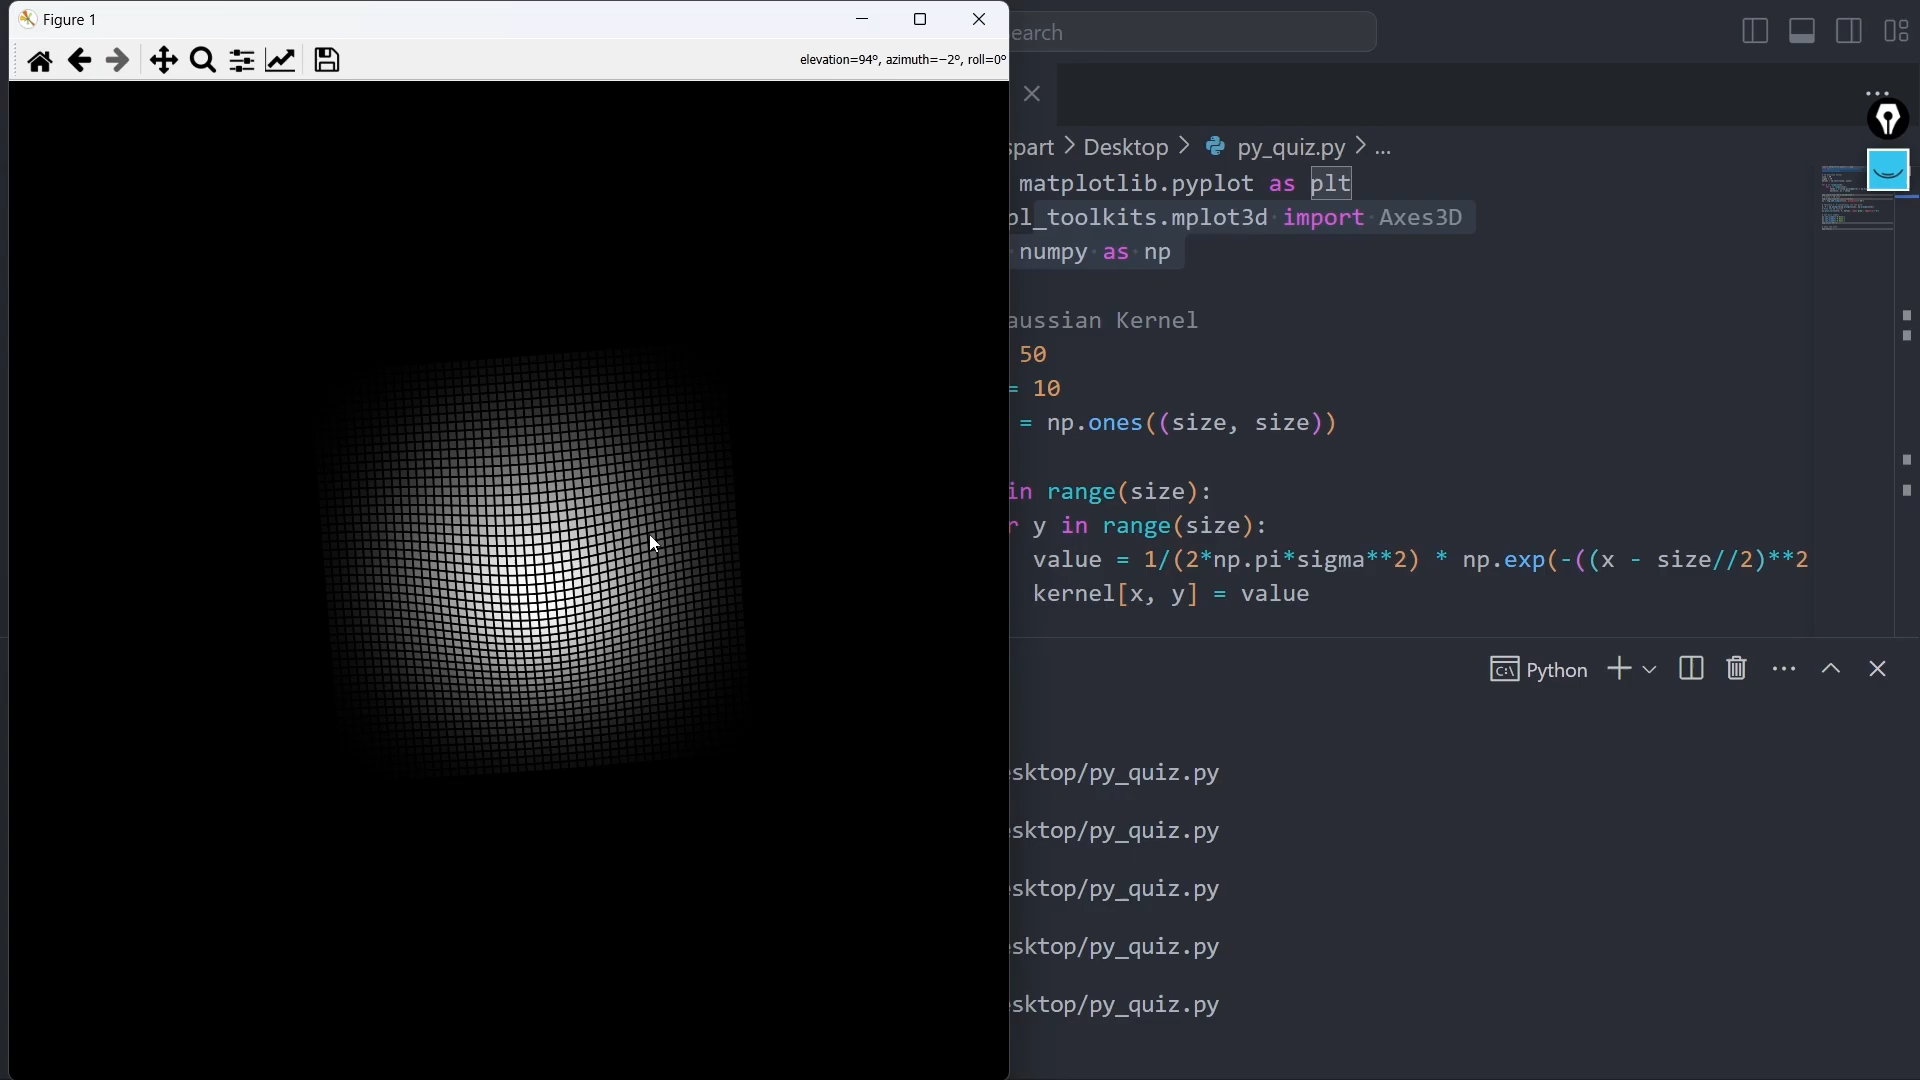 Figure 1
elevation=94°, azimuth=−2°, roll=0°
earch
spart > Desktop > py_quiz.py > ...
matplotlib.pyplot as plt
pl_toolkits.mplot3d import Axes3D
numpy as np
aussian Kernel
50
= 10
= np.ones((size, size))
in range(size):
r y in range(size):
value = 1/(2*np.pi*sigma**2) * np.exp(-((x - size//2)**2
kernel[x, y] = value
Python
sktop/py_quiz.py
sktop/py_quiz.py
sktop/py_quiz.py
sktop/py_quiz.py
sktop/py_quiz.py